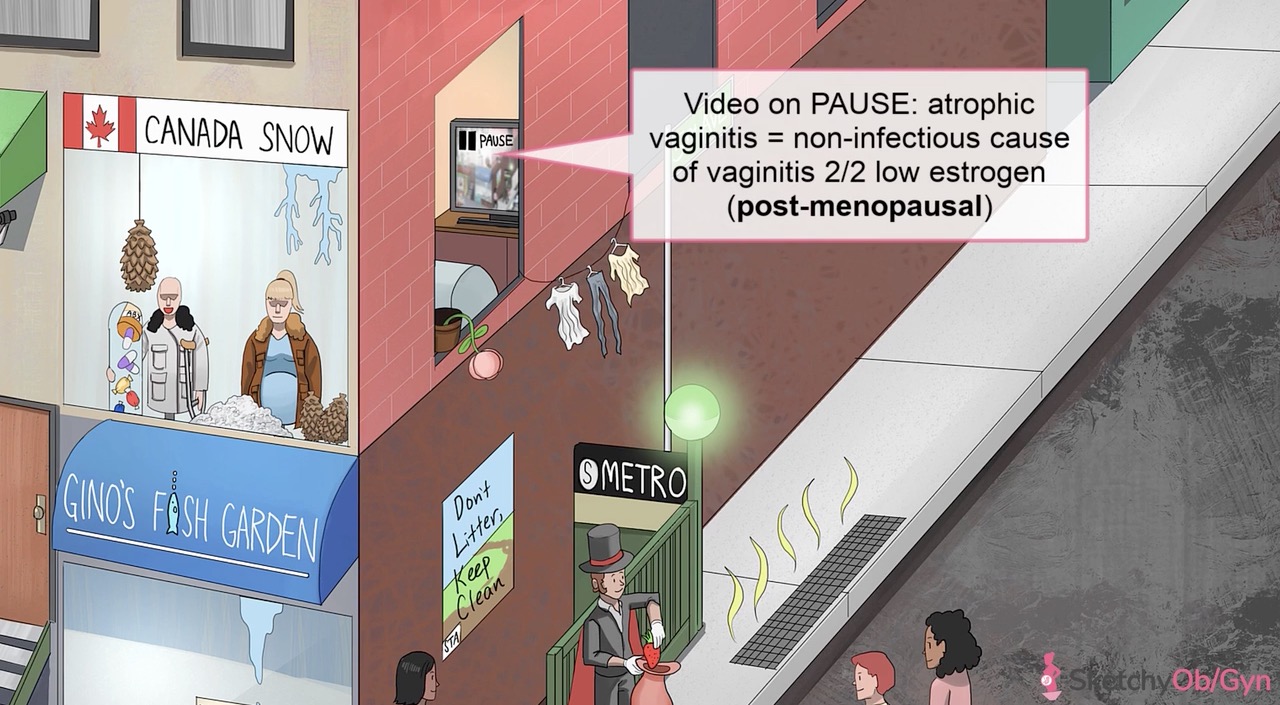 CANADA SNOW
PAUSE
Video on PAUSE: atrophic
vaginitis = non-infectious cause
of vaginitis 2/2 low estrogen
(post-menopausal)
GINO'S FISH GARDEN
Don't
Litter,
Keep
Clean
STA
S METRO
SketchyOb/Gyn